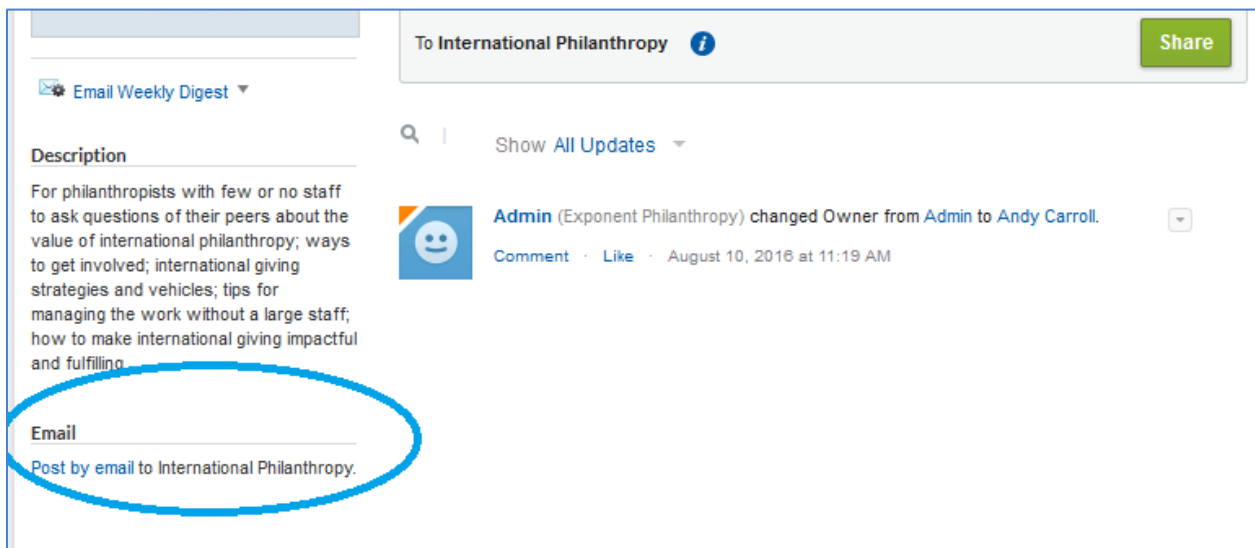 To International Philanthropy i
Share
Email Weekly Digest
Description
For philanthropists with few or no staff
to ask questions of their peers about the
value of international philanthropy; ways
to get involved; international giving
strategies and vehicles; tips for
managing the work without a large staff;
how to make international giving impactful
and fulfilling.
Email
Post by email to International Philanthropy.
Show All Updates
Admin (Exponent Philanthropy) changed Owner from Admin to Andy Carroll.
Comment · Like · August 10, 2016 at 11:19 AM